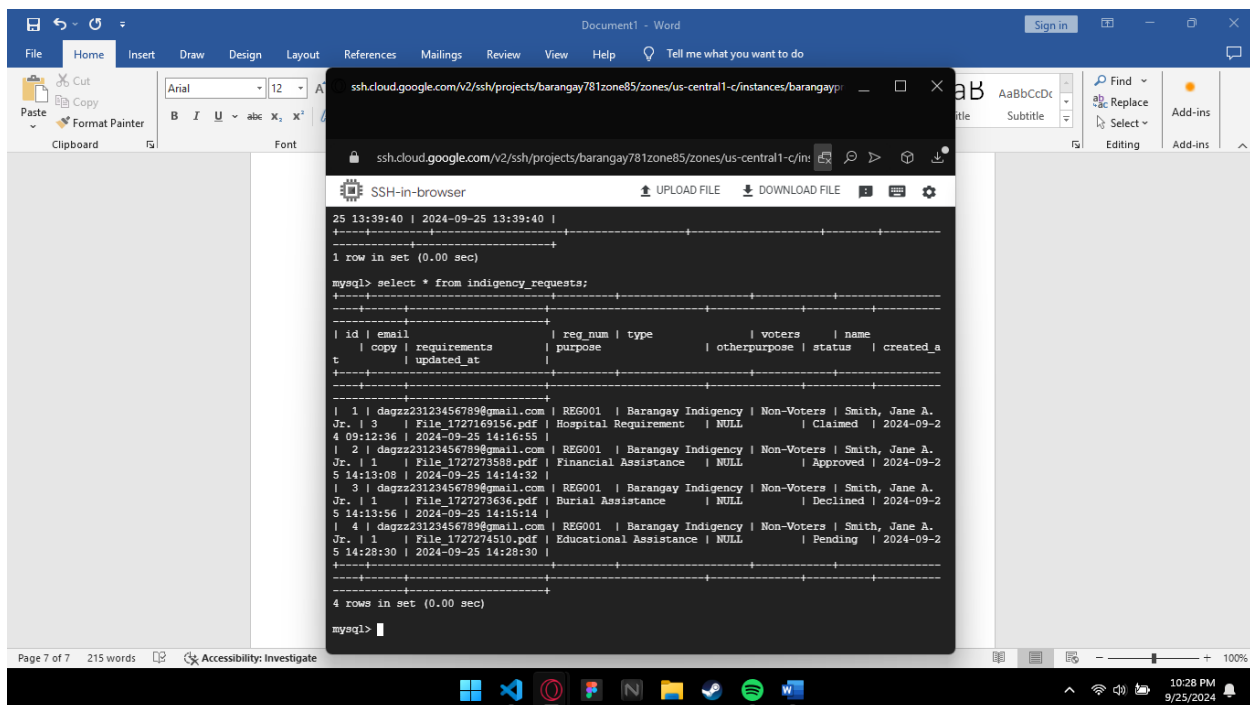 Document1 - Word
Sign in
File Home Insert Draw Design Layout References Mailings Review View Help Tell me what you want to do
Paste
Cut
Copy
Format Painter
Clipboard
Arial 12
B I U abc X₂ X²
Font
AaBbCcDc
Subtitle
Find
Replace
Select
Editing
Add-ins
Add-ins
ssh.cloud.google.com/v2/ssh/projects/barangay781zone85/zones/us-central1-c/instances/barangaypr
ssh.cloud.google.com/v2/ssh/projects/barangay781zone85/zones/us-central1-c/in
SSH-in-browser
UPLOAD FILE DOWNLOAD FILE
25 13:39:40 | 2024-09-25 13:39:40 |
1 row in set (0.00 sec)
mysql> select * from indigency_requests;
| id | email | reg_num | type | voters | name
| copy | requirements | purpose | otherpurpose | status | created_a
t | updated_at |
| 1 | dagzz23123456789@gmail.com | REG001 | Barangay Indigency | Non-Voters | Smith, Jane A.
Jr. | 3 | File_1727169156.pdf | Hospital Requirement | NULL | Claimed | 2024-09-2
4 09:12:36 | 2024-09-25 14:16:55 |
| 2 | dagzz23123456789@gmail.com | REG001 | Barangay Indigency | Non-Voters | Smith, Jane A.
Jr. | 1 | File_1727273588.pdf | Financial Assistance | NULL | Approved | 2024-09-2
5 14:13:08 | 2024-09-25 14:14:32 |
| 3 | dagzz23123456789@gmail.com | REG001 | Barangay Indigency | Non-Voters | Smith, Jane A.
Jr. | 1 | File_1727273636.pdf | Burial Assistance | NULL | Declined | 2024-09-2
5 14:13:56 | 2024-09-25 14:15:14 |
| 4 | dagzz23123456789@gmail.com | REG001 | Barangay Indigency | Non-Voters | Smith, Jane A.
Jr. | 1 | File_1727274510.pdf | Educational Assistance | NULL | Pending | 2024-09-2
5 14:28:30 | 2024-09-25 14:28:30 |
4 rows in set (0.00 sec)
mysql>
Page 7 of 7 215 words Accessibility: Investigate
100%
10:28 PM
9/25/2024